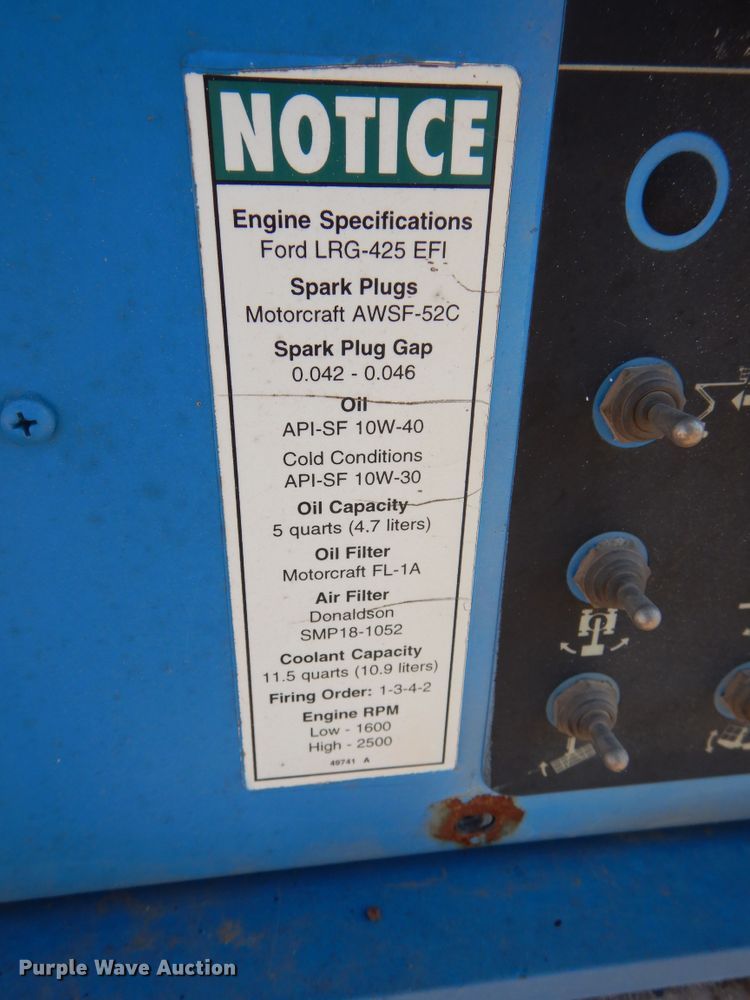 NOTICE
Engine Specifications
Ford LRG-425 EFI
Spark Plugs
Motorcraft AWSF-52C
Spark Plug Gap
0.042 - 0.046
Oil
API-SF 10W-40
Cold Conditions
API-SF 10W-30
Oil Capacity
5 quarts (4.7 liters)
Oil Filter
Motorcraft FL-1A
Air Filter
Donaldson
SMP18-1052
Coolant Capacity
11.5 quarts (10.9 liters)
Firing Order: 1-3-4-2
Engine RPM
Low - 1600
High - 2500
49741 A
Purple Wave Auction